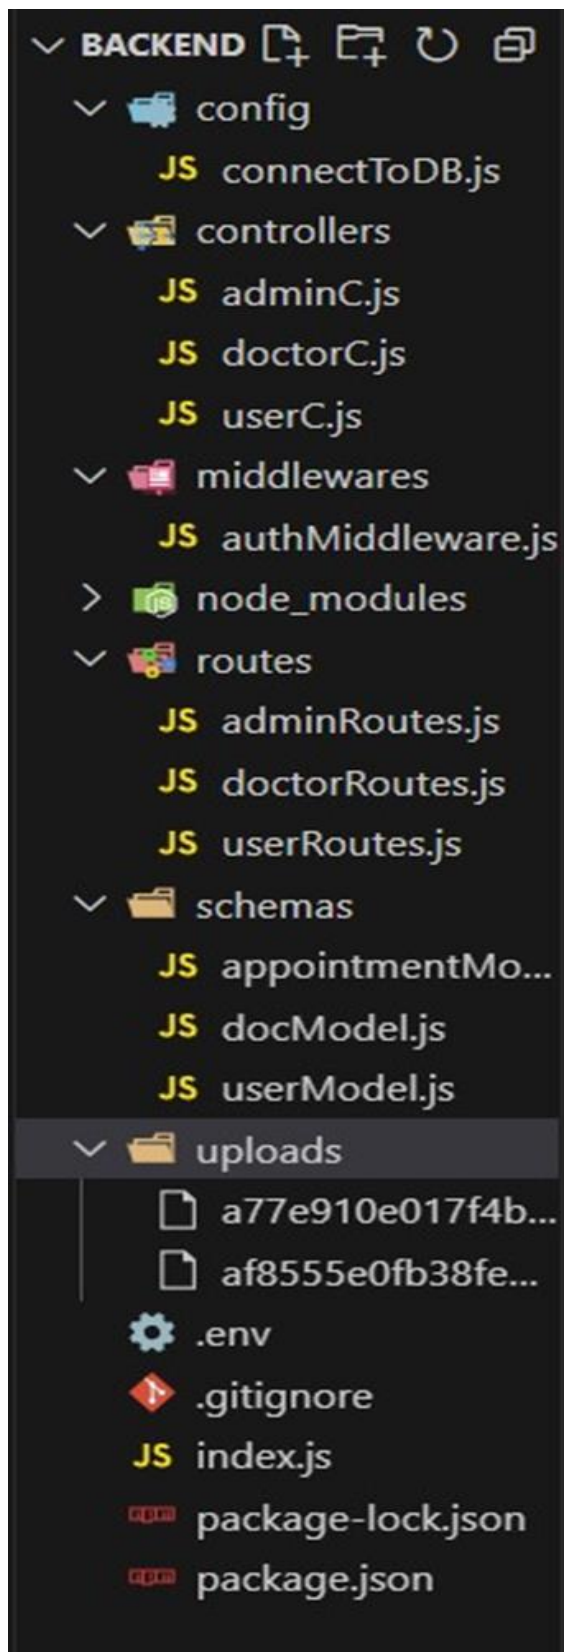 BACKEND
config
JS connectToDB.js
controllers
JS adminC.js
JS doctorC.js
JS userC.js
middlewares
JS authMiddleware.js
node_modules
routes
JS adminRoutes.js
JS doctorRoutes.js
JS userRoutes.js
schemas
JS appointmentMo...
JS docModel.js
JS userModel.js
uploads
a77e910e017f4b...
af8555e0fb38fe...
.env
.gitignore
JS index.js
package-lock.json
package.json